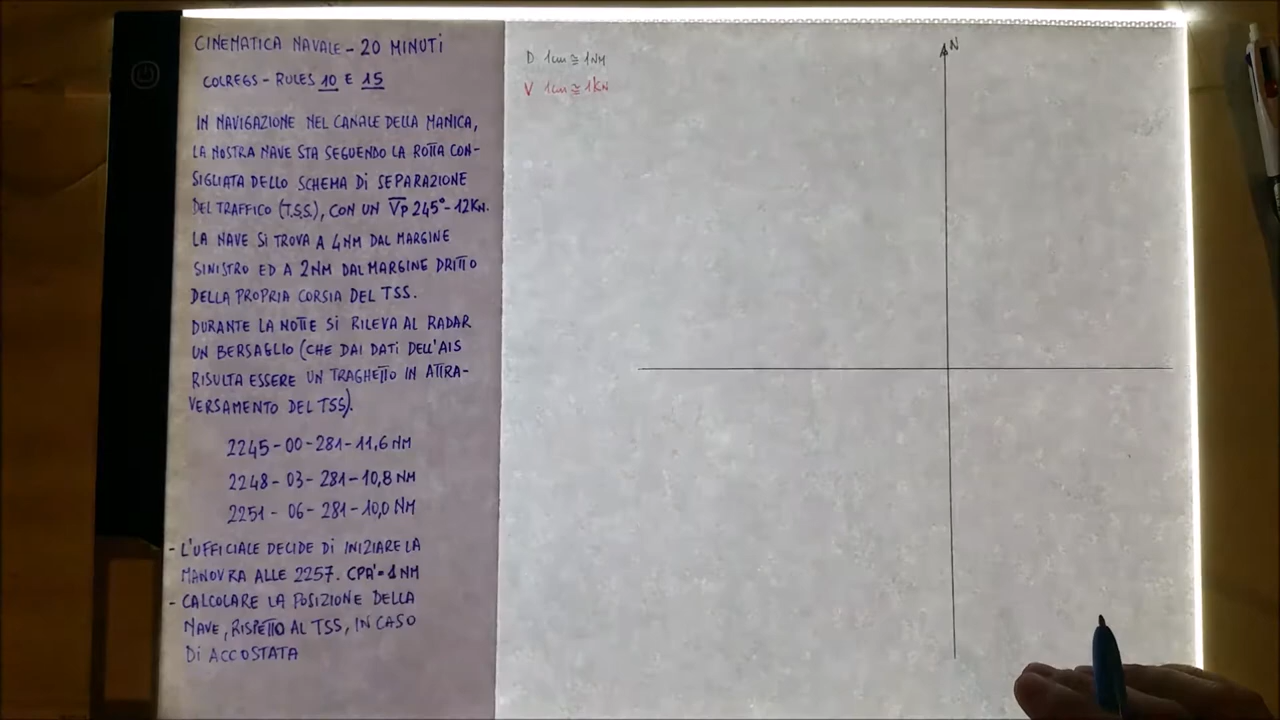 CINEMATICA NAVALE - 20 MINUTI
COLREGS - RULES 10 E 15
IN NAVIGAZIONE NEL CANALE DELLA MANICA,
LA NOSTRA NAVE STA SEGUENDO LA ROTTA CON-
SIGLIATA DELLO SCHEMA DI SEPARAZIONE
DEL TRAFFICO (T.S.S.), CON UN Vp 245° - 12KN.
LA NAVE SI TROVA A 4NM DAL MARGINE
SINISTRO ED A 2NM DAL MARGINE DRITTO
DELLA PROPRIA CORSIA DEL TSS.
DURANTE LA NOTTE SI RILEVA AL RADAR
UN BERSAGLIO (CHE DAI DATI DELL'AIS
RISULTA ESSERE UN TRAGHETTO IN ATTRA-
VERSAMENTO DEL TSS).
2245 - 00 - 281 - 11,6 NM
2248 - 03 - 281 - 10,8 NM
2251 - 06 - 281 - 10,0 NM
- L'UFFICIALE DECIDE DI INIZIARE LA
MANOVRA ALLE 2257. CPA' = 1 NM
- CALCOLARE LA POSIZIONE DELLA
NAVE, RISPETTO AL TSS, IN CASO
DI ACCOSTATA
D 1cm ≅ 1NM
V 1cm ≅ 1KN
N